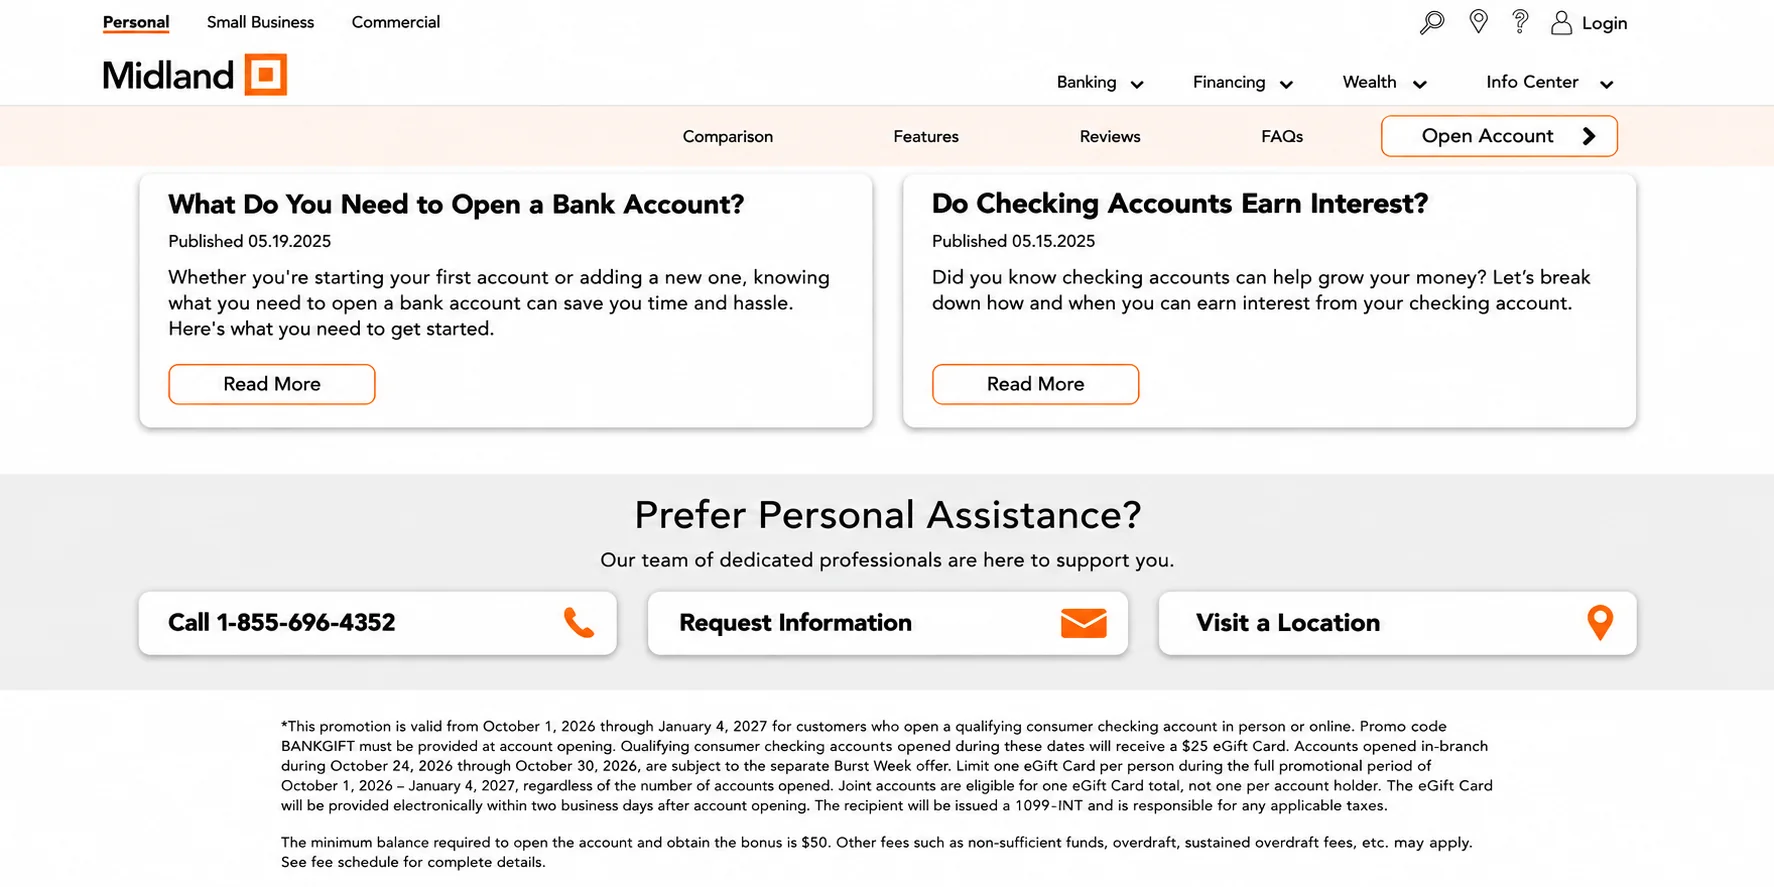 Personal Small Business Commercial
Login
Midland
Banking Financing Wealth Info Center
Comparison Features Reviews FAQs Open Account
What Do You Need to Open a Bank Account?
Published 05.19.2025
Whether you're starting your first account or adding a new one, knowing
what you need to open a bank account can save you time and hassle.
Here's what you need to get started.
Read More
Do Checking Accounts Earn Interest?
Published 05.15.2025
Did you know checking accounts can help grow your money? Let’s break
down how and when you can earn interest from your checking account.
Read More
Prefer Personal Assistance?
Our team of dedicated professionals are here to support you.
Call 1-855-696-4352
Request Information
Visit a Location
*This promotion is valid from October 1, 2026 through January 4, 2027 for customers who open a qualifying consumer checking account in person or online. Promo code
BANKGIFT must be provided at account opening. Qualifying consumer checking accounts opened during these dates will receive a $25 eGift Card. Accounts opened in-branch
during October 24, 2026 through October 30, 2026, are subject to the separate Burst Week offer. Limit one eGift Card per person during the full promotional period of
October 1, 2026 – January 4, 2027, regardless of the number of accounts opened. Joint accounts are eligible for one eGift Card total, not one per account holder. The eGift Card
will be provided electronically within two business days after account opening. The recipient will be issued a 1099-INT and is responsible for any applicable taxes.
The minimum balance required to open the account and obtain the bonus is $50. Other fees such as non-sufficient funds, overdraft, sustained overdraft fees, etc. may apply.
See fee schedule for complete details.